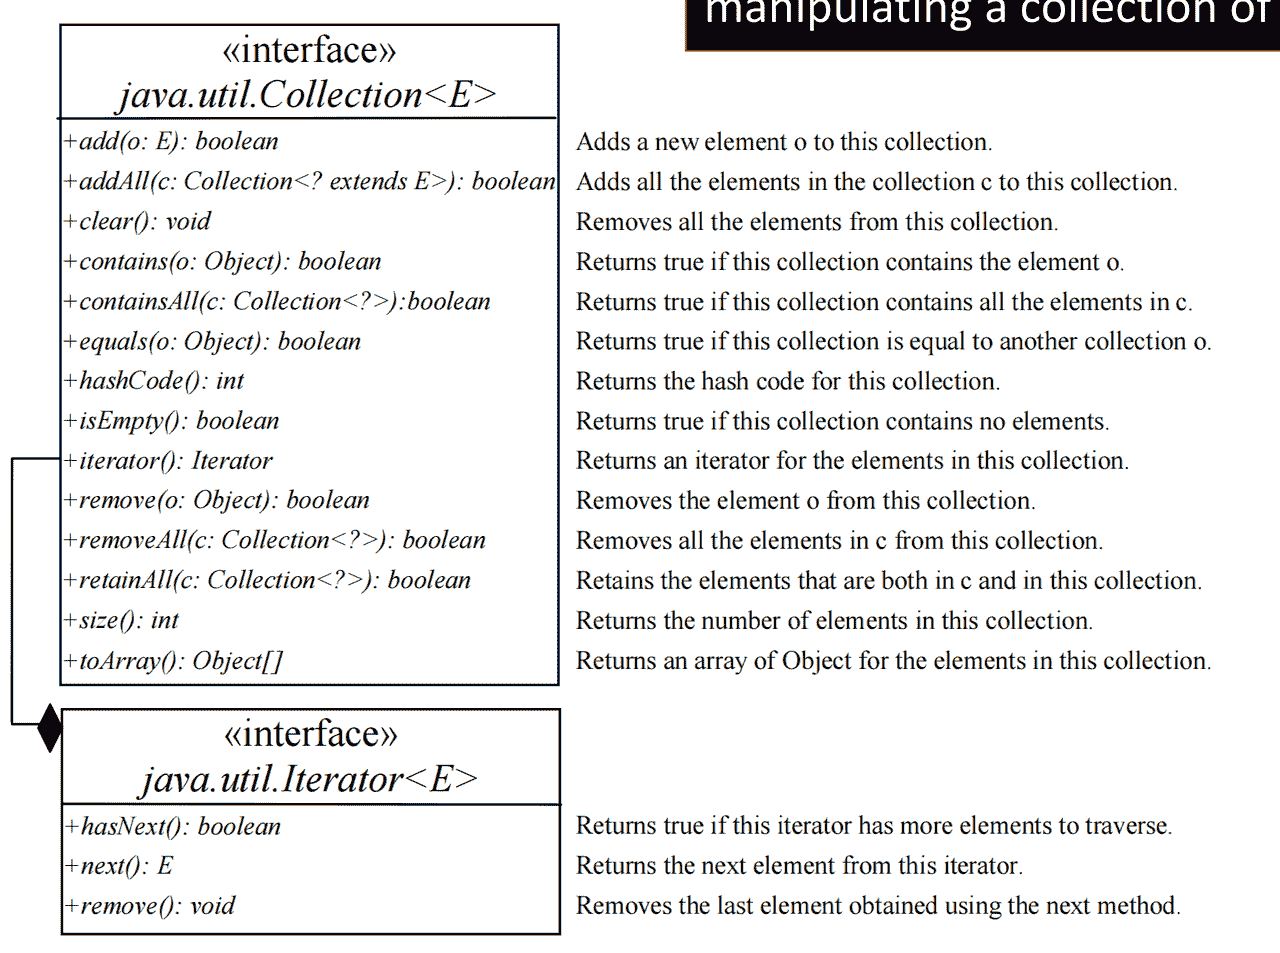 manipulating a collection of
«interface»
java.util.Collection<E>
+add(o: E): boolean Adds a new element o to this collection.
+addAll(c: Collection<? extends E>): boolean Adds all the elements in the collection c to this collection.
+clear(): void Removes all the elements from this collection.
+contains(o: Object): boolean Returns true if this collection contains the element o.
+containsAll(c: Collection<?>):boolean Returns true if this collection contains all the elements in c.
+equals(o: Object): boolean Returns true if this collection is equal to another collection o.
+hashCode(): int Returns the hash code for this collection.
+isEmpty(): boolean Returns true if this collection contains no elements.
+iterator(): Iterator Returns an iterator for the elements in this collection.
+remove(o: Object): boolean Removes the element o from this collection.
+removeAll(c: Collection<?>): boolean Removes all the elements in c from this collection.
+retainAll(c: Collection<?>): boolean Retains the elements that are both in c and in this collection.
+size(): int Returns the number of elements in this collection.
+toArray(): Object[] Returns an array of Object for the elements in this collection.
«interface»
java.util.Iterator<E>
+hasNext(): boolean Returns true if this iterator has more elements to traverse.
+next(): E Returns the next element from this iterator.
+remove(): void Removes the last element obtained using the next method.